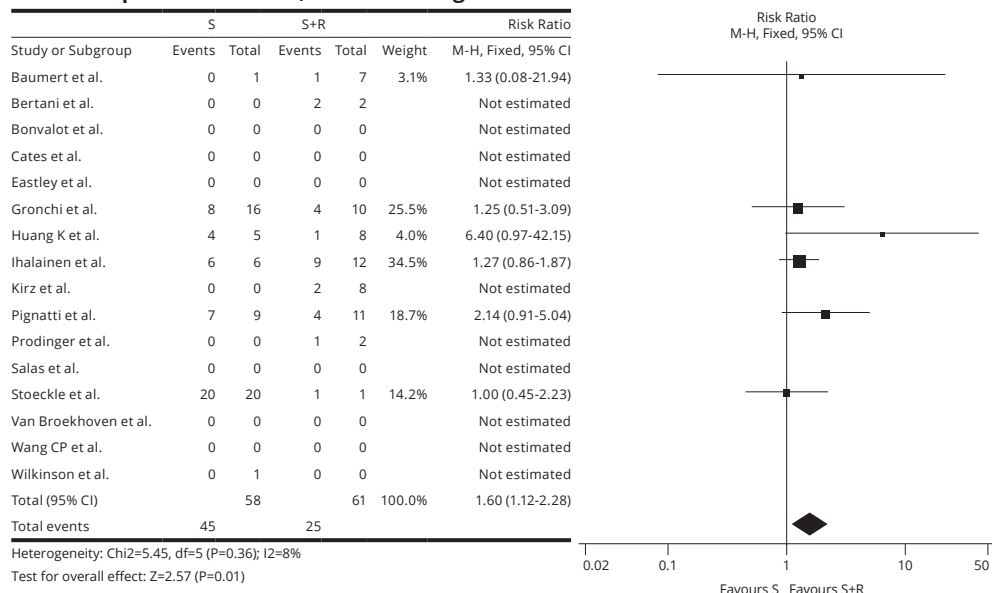 S S+R Risk Ratio
Study or Subgroup Events Total Events Total Weight M-H, Fixed, 95% CI
Baumert et al. 0 1 1 7 3.1% 1.33 (0.08-21.94)
Bertani et al. 0 0 2 2 Not estimated
Bonvalot et al. 0 0 0 0 Not estimated
Cates et al. 0 0 0 0 Not estimated
Eastley et al. 0 0 0 0 Not estimated
Gronchi et al. 8 16 4 10 25.5% 1.25 (0.51-3.09)
Huang K et al. 4 5 1 8 4.0% 6.40 (0.97-42.15)
Ihalainen et al. 6 6 9 12 34.5% 1.27 (0.86-1.87)
Kirz et al. 0 0 2 8 Not estimated
Pignatti et al. 7 9 4 11 18.7% 2.14 (0.91-5.04)
Prodinger et al. 0 0 1 2 Not estimated
Salas et al. 0 0 0 0 Not estimated
Stoeckle et al. 20 20 1 1 14.2% 1.00 (0.45-2.23)
Van Broekhoven et al. 0 0 0 0 Not estimated
Wang CP et al. 0 0 0 0 Not estimated
Wilkinson et al. 0 1 0 0 Not estimated
Total (95% CI) 58 61 100.0% 1.60 (1.12-2.28)
Total events 45 25
Heterogeneity: Chi2=5.45, df=5 (P=0.36); I2=8%
Test for overall effect: Z=2.57 (P=0.01)
Risk Ratio
M-H, Fixed, 95% CI
0.02 0.1 1 10 50
Favours S Favours S+R